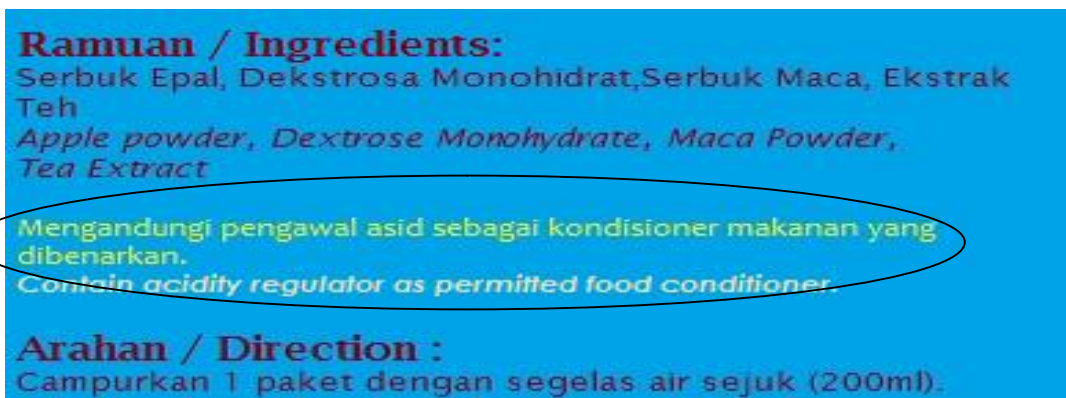 Ramuan / Ingredients:
Serbuk Epal, Dekstrosa Monohidrat,Serbuk Maca, Ekstrak
Teh
Apple powder, Dextrose Monohydrate, Maca Powder,
Tea Extract
Mengandungi pengawal asid sebagai kondisioner makanan yang
dibenarkan.
Contain acidity regulator as permitted food conditioner.
Arahan / Direction :
Campurkan 1 paket dengan segelas air sejuk (200ml).